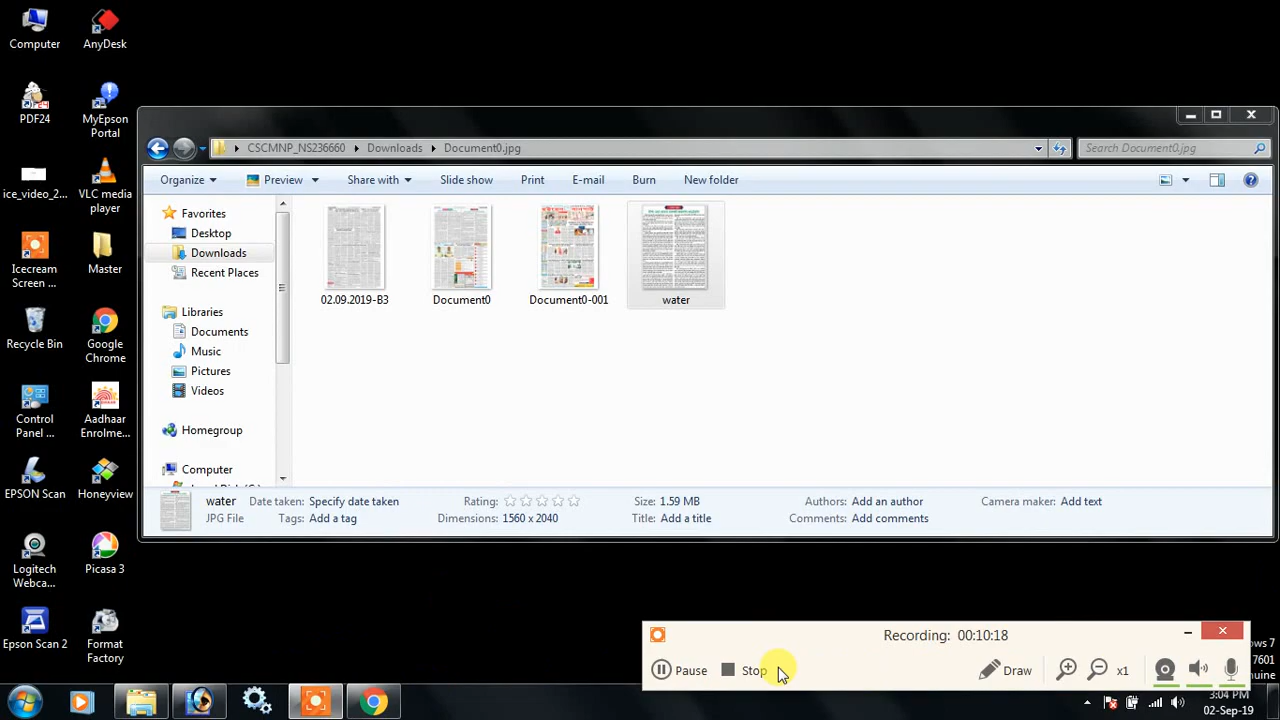 Computer
AnyDesk
PDF24
MyEpson
Portal
ice_video_2...
VLC media
player
Icecream
Screen ...
Master
Recycle Bin
Google
Chrome
Control
Panel ...
Aadhaar
Enrolme...
EPSON Scan
Honeyview
Logitech
Webca...
Picasa 3
Epson Scan 2
Format
Factory
CSCMNP_NS236660 Downloads Document0.jpg
Search Document0.jpg
Organize Preview Share with Slide show Print E-mail Burn New folder
Favorites
Desktop
Downloads
Recent Places
Libraries
Documents
Music
Pictures
Videos
Homegroup
Computer
02.09.2019-B3 Document0 Document0-001 water
water Date taken: Specify date taken Rating: Size: 1.59 MB Authors: Add an author Camera maker: Add text
JPG File Tags: Add a tag Dimensions: 1560 x 2040 Title: Add a title Comments: Add comments
Recording: 00:10:18
Pause Stop Draw x1
7601
3:04 PM
02-Sep-19